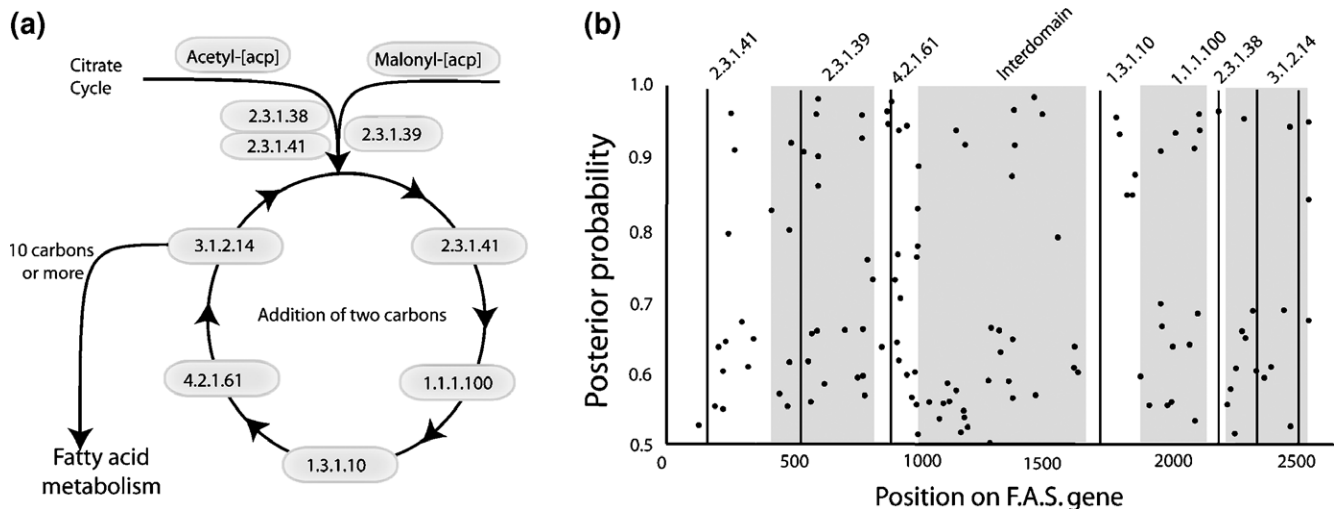 (a)
Citrate
Cycle
Acetyl-[acp]
Malonyl-[acp]
2.3.1.38
2.3.1.41
2.3.1.39
3.1.2.14
2.3.1.41
10 carbons
or more
Addition of two carbons
4.2.1.61
1.1.1.100
1.3.1.10
Fatty acid
metabolism
(b)
2.3.1.41
2.3.1.39
4.2.1.61
Interdomain
1.3.1.10
1.1.1.100
2.3.1.38
3.1.2.14
Posterior probability
1.0
0.9
0.8
0.7
0.6
0.5
0
500
1000
1500
2000
2500
Position on F.A.S. gene